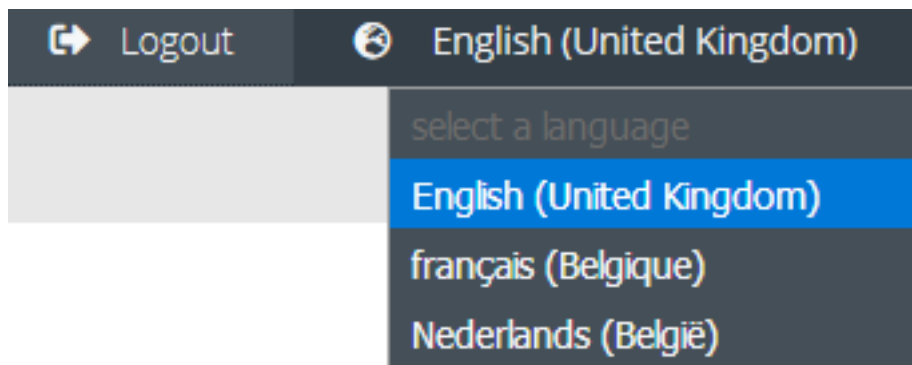 Logout English (United Kingdom)
select a language
English (United Kingdom)
français (Belgique)
Nederlands (België)